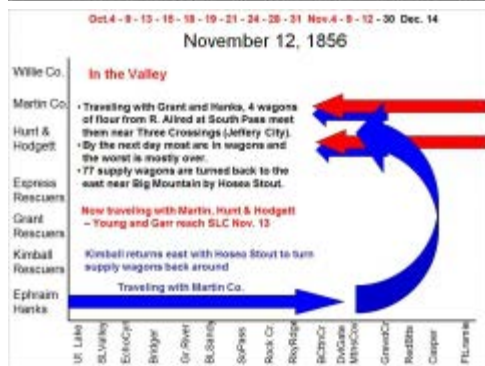 Oct.4 - 9 - 13 - 15 - 18 - 19 - 21 - 24 - 28 - 31 Nov.4 - 9 - 12 - 30 Dec. 14
November 12, 1856
Willie Co.
In the Valley
Martin Co.
• Traveling with Grant and Hanks, 4 wagons
of flour from R. Allred at South Pass meet
them near Three Crossings (Jeffery City).
• By the next day most are in wagons and
the worst is mostly over.
• 77 supply wagons are turned back to the
east near Big Mountain by Hosea Stout.
Hunt &
Hodgett
Express
Rescuers
Grant
Rescuers
Now traveling with Martin, Hunt & Hodgett
– Young and Garr reach SLC Nov. 13
Kimball
Rescuers
Kimball returns east with Hosea Stout to turn
supply wagons back around
Ephraim
Hanks
Traveling with Martin Co.
Ut. Lake
SLValley
EchoCyn
Bridger
Gr.River
BLSandy
SoPass
Rock Cr.
RkyRidge
BCttnCr
DvlGate
MtnsCov
GrswdCr
RedBtts
Casper
FtLramie